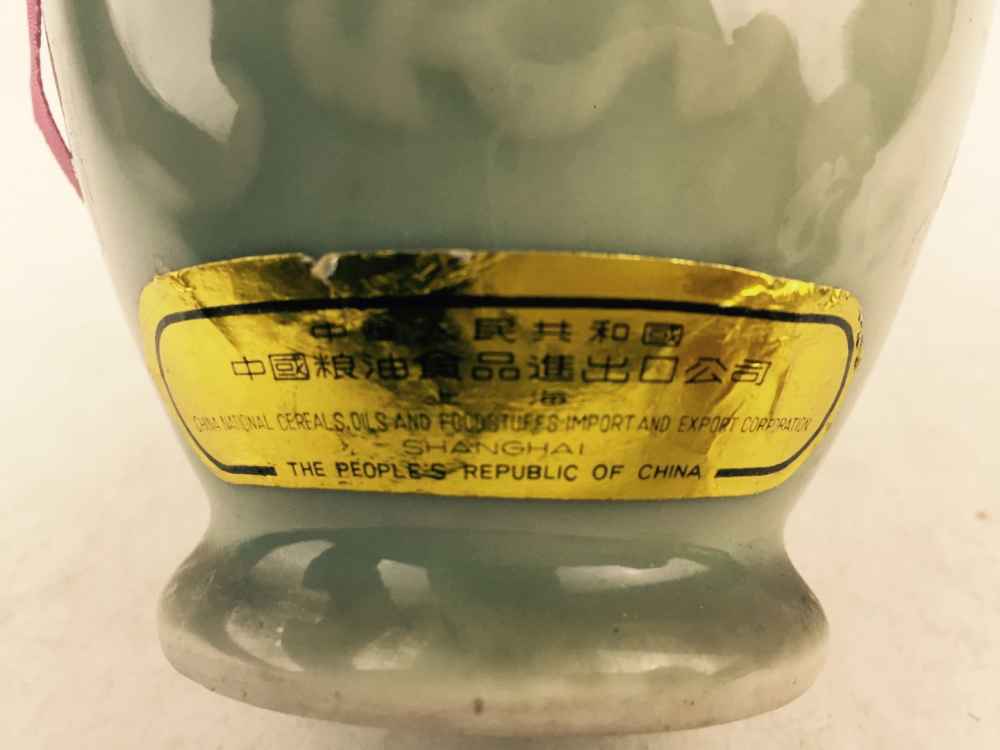 中國人民共和國
中國粮油食品進出口公司
上海
CHINA NATIONAL CEREALS, OILS AND FOODSTUFFS IMPORT AND EXPORT CORPORATION
SHANGHAI
THE PEOPLE'S REPUBLIC OF CHINA